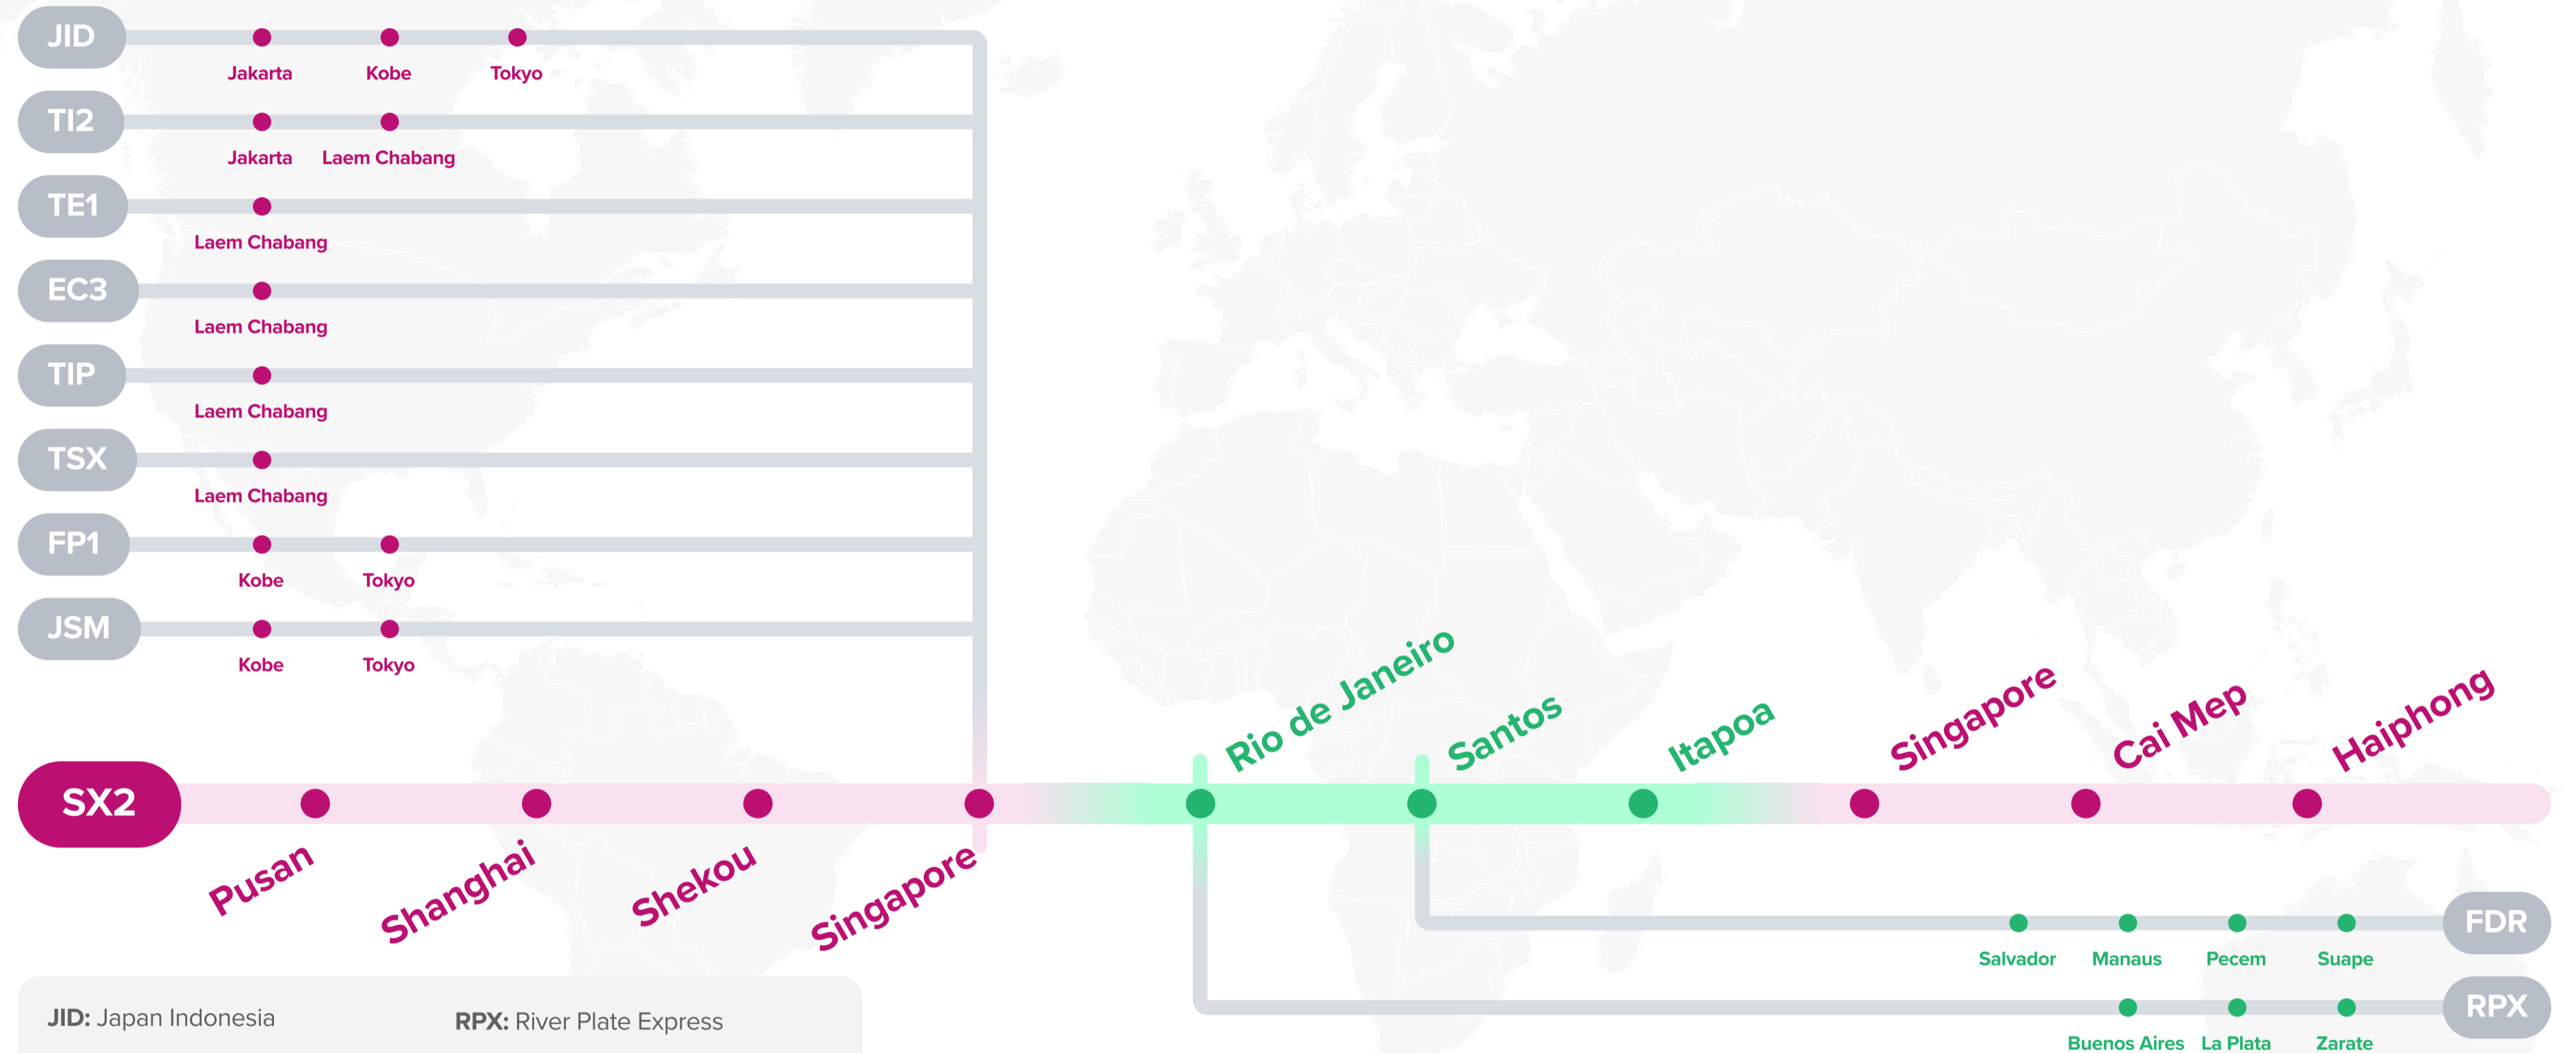 JID
Jakarta Kobe Tokyo
TI2
Jakarta Laem Chabang
TE1
Laem Chabang
EC3
Laem Chabang
TIP
Laem Chabang
TSX
Laem Chabang
FP1
Kobe Tokyo
JSM
Kobe Tokyo
Rio de Janeiro Santos Itapoa Singapore Cai Mep Haiphong
SX2
Pusan Shanghai Shekou Singapore
FDR
Salvador Manaus Pecem Suape
RPX
Buenos Aires La Plata Zarate
JID: Japan Indonesia
RPX: River Plate Express